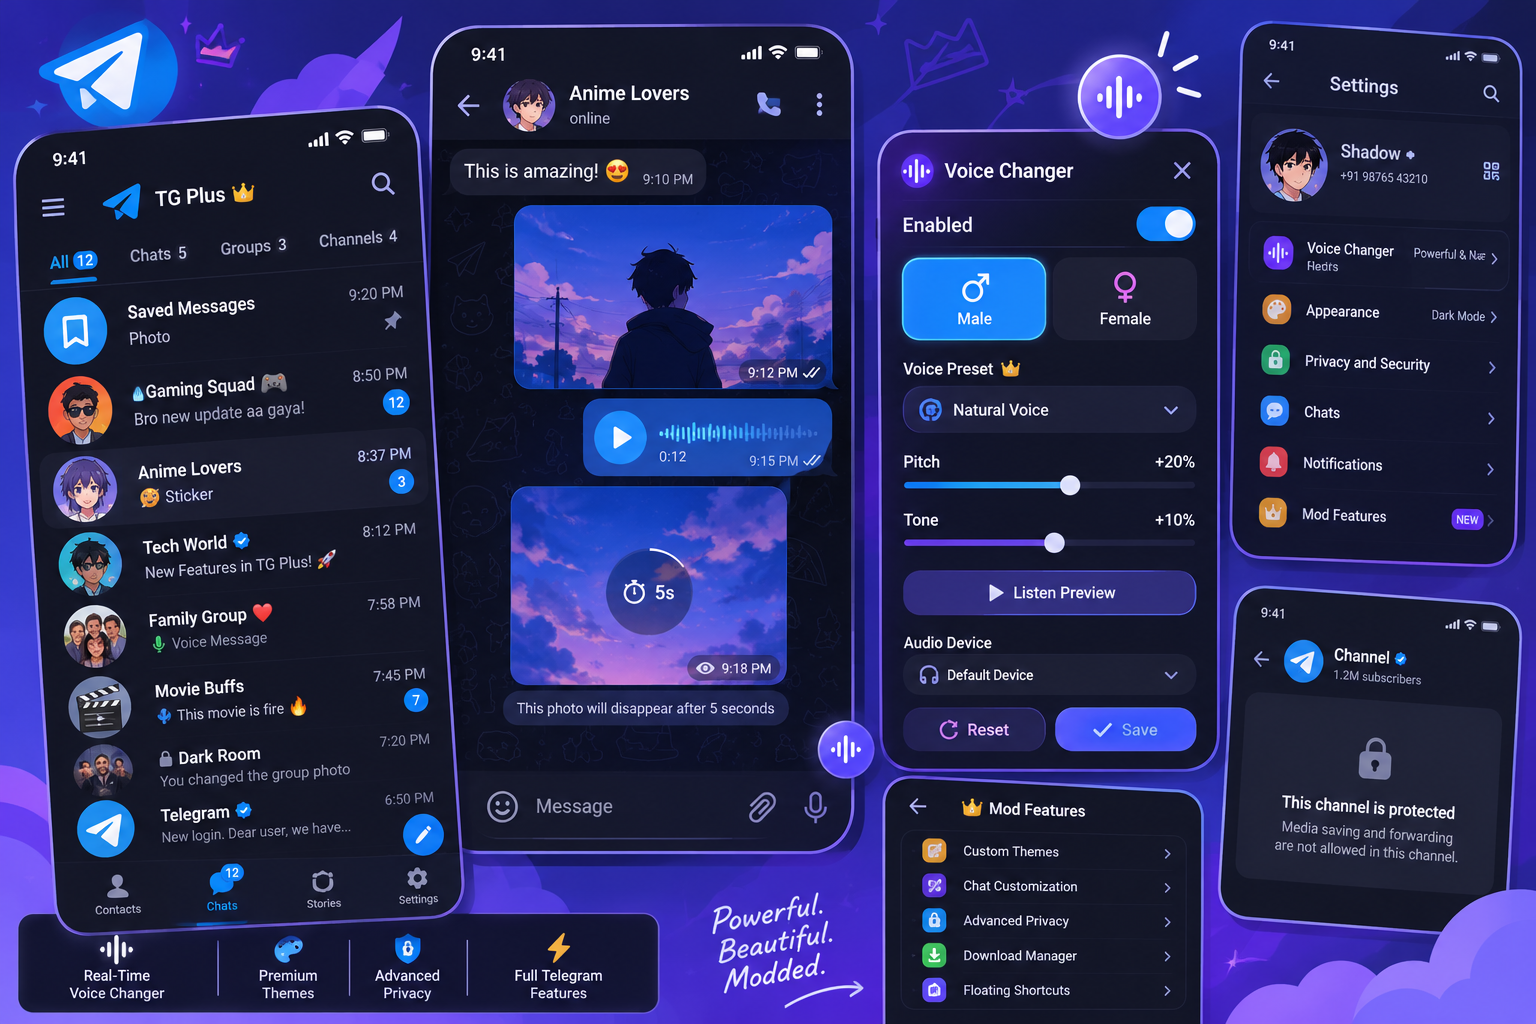 9:41
TG Plus
All 12
Chats 5
Groups 3
Channels 4
Saved Messages
9:20 PM
Photo
Gaming Squad
8:50 PM
Bro new update aa gaya!
12
Anime Lovers
8:37 PM
Sticker
3
Tech World
8:12 PM
New Features in TG Plus!
Family Group
7:58 PM
Voice Message
Movie Buffs
7:45 PM
This movie is fire
7
Dark Room
7:20 PM
You changed the group photo
Telegram
6:50 PM
New login. Dear user, we have...
12
Contacts
Chats
Stories
Settings
Real-Time
Voice Changer
Premium
Themes
Advanced
Privacy
Full Telegram
Features
9:41
Anime Lovers
online
This is amazing!
9:10 PM
9:12 PM
0:12
9:15 PM
5s
9:18 PM
This photo will disappear after 5 seconds
Message
Powerful.
Beautiful.
Modded.
Voice Changer
Enabled
Male
Female
Voice Preset
Natural Voice
Pitch
+20%
Tone
+10%
Listen Preview
Audio Device
Default Device
Reset
Save
Mod Features
Custom Themes
Chat Customization
Advanced Privacy
Download Manager
Floating Shortcuts
9:41
Settings
Shadow
+91 98765 43210
Voice Changer
Powerful &
Appearance
Dark Mode
Privacy and Security
Chats
Notifications
Mod Features
NEW
9:41
Channel
1.2M subscribers
This channel is protected
Media saving and forwarding
are not allowed in this channel.